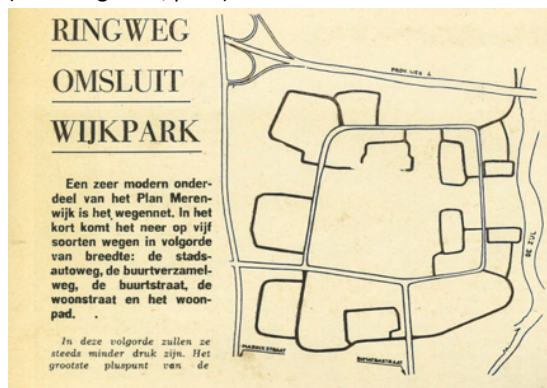 RINGWEG
OMSLUIT
WIJKPARK
Een zeer modern onder-
deel van het Plan Meren-
wijk is het wegennet. In het
kort komt het neer op vijf
soorten wegen in volgorde
van breedte: de stads-
autoweg, de buurtverzamel-
weg, de buurtstraat, de
woonstraat en het woon-
pad.
In deze volgorde zullen ze
steeds minder druk zijn. Het
grootste pluspunt van de
PROV. WEG 4
DE ZIJL